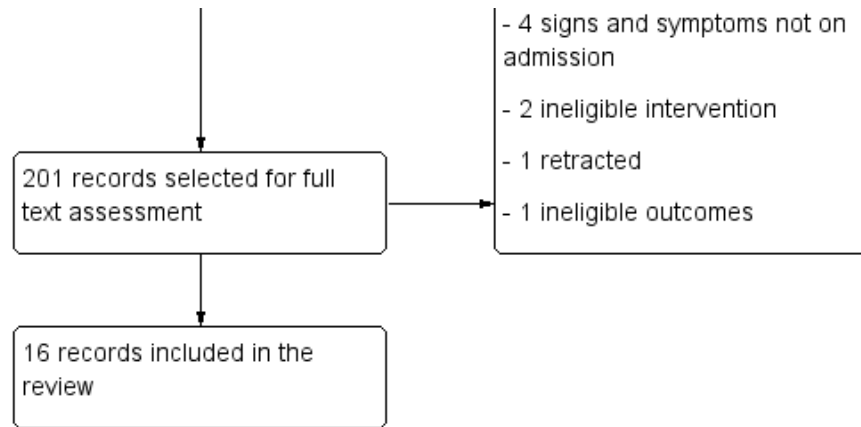 - 4 signs and symptoms not on
admission
- 2 ineligible intervention
- 1 retracted
- 1 ineligible outcomes
201 records selected for full
text assessment
16 records included in the
review